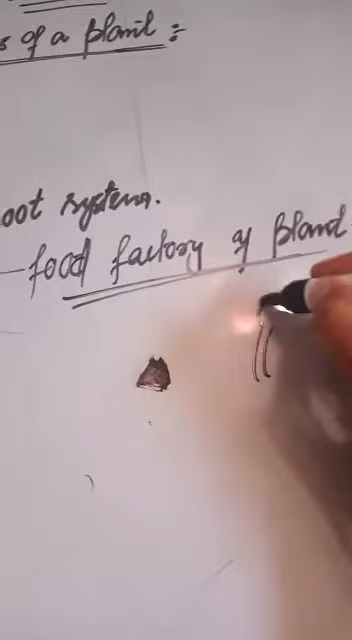 s of a plant :
oot system.
- food factory of plant.